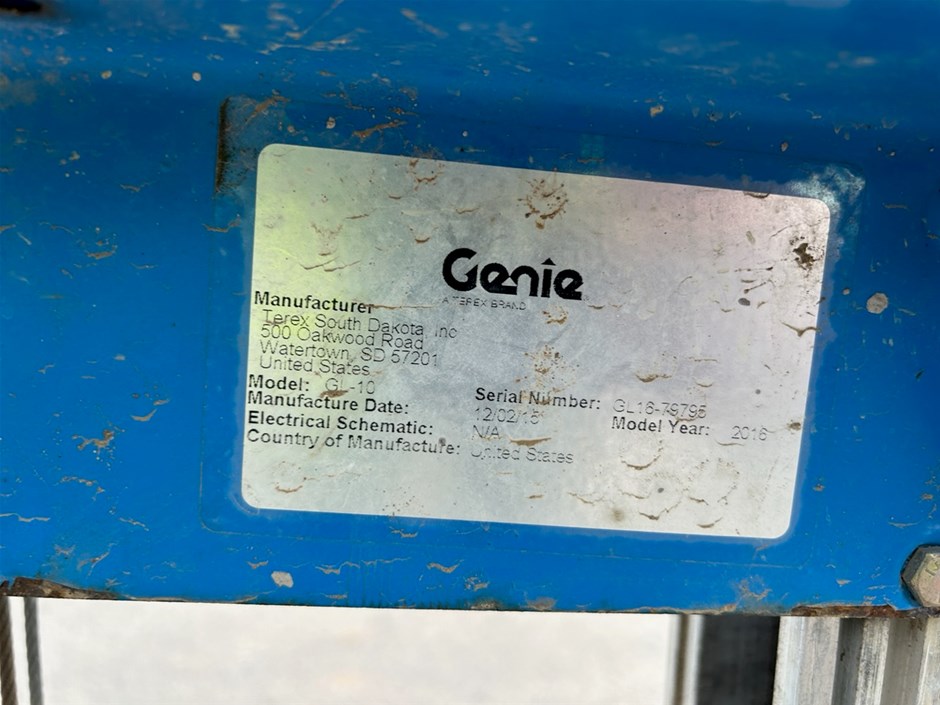 Genie
A TEREX BRAND
Manufacturer
Terex South Dakota, Inc
500 Oakwood Road
Watertown, SD 57201
United States
Model: GL-10 Serial Number: GL16-79795
Manufacture Date: 12/02/15 Model Year: 2016
Electrical Schematic: N/A
Country of Manufacture: United States